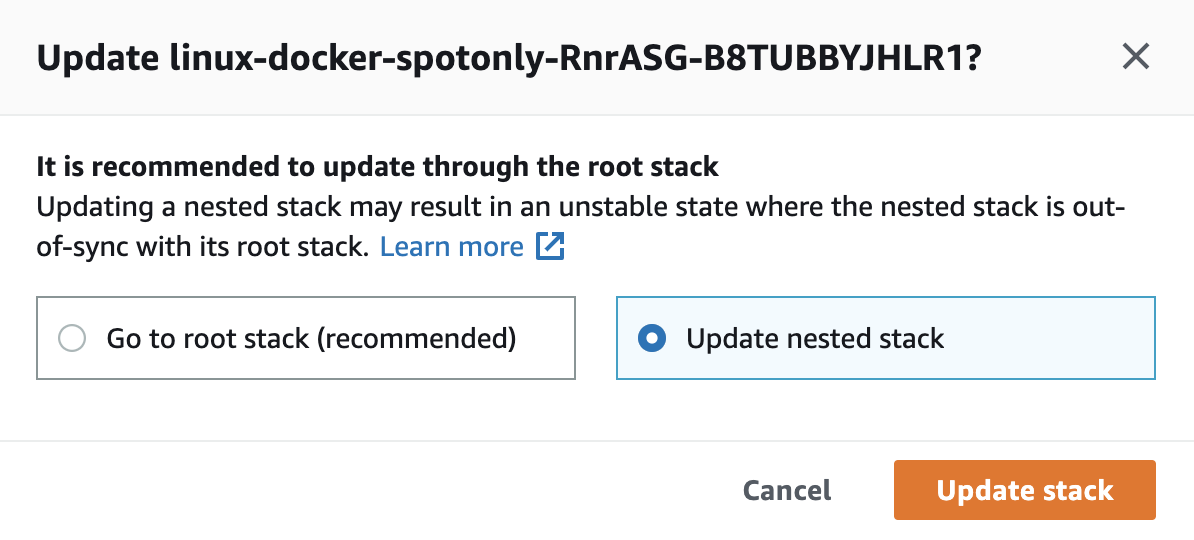 Update linux-docker-spotonly-RnrASG-B8TUBBYJHLR1?
It is recommended to update through the root stack
Updating a nested stack may result in an unstable state where the nested stack is out-
of-sync with its root stack. Learn more
Go to root stack (recommended)
Update nested stack
Cancel
Update stack